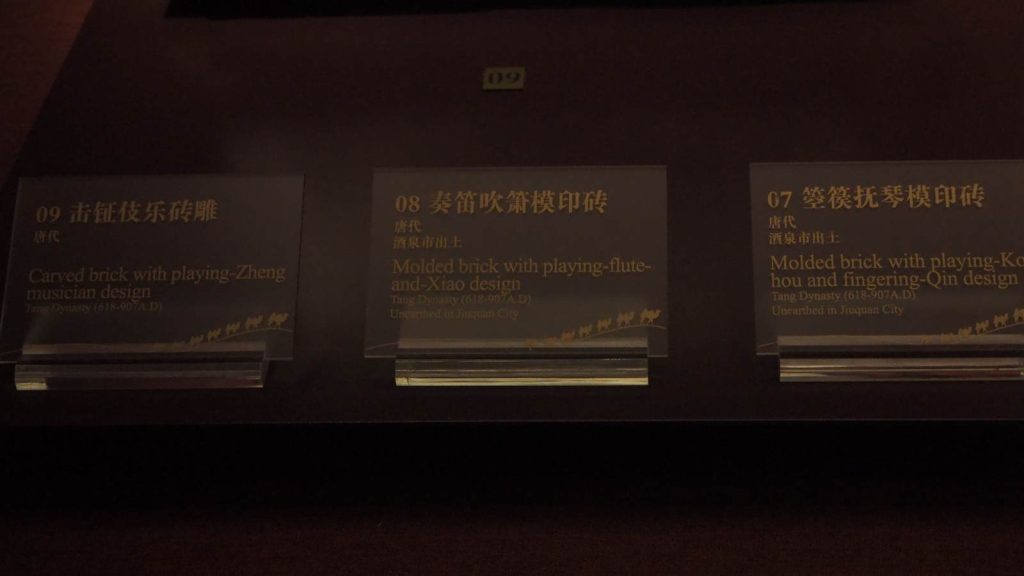 09
09 击钲伎乐砖雕
唐代
Carved brick with playing-Zheng
musician design
Tang Dynasty (618-907A.D)
08 奏笛吹箫模印砖
唐代
酒泉市出土
Molded brick with playing-flute-
and-Xiao design
Tang Dynasty (618-907A.D)
Unearthed in Jiuquan City
07 箜篌抚琴模印砖
唐代
酒泉市出土
Molded brick with playing-Ko
hou and fingering-Qin design
Tang Dynasty (618-907A.D)
Unearthed in Jiuquan City